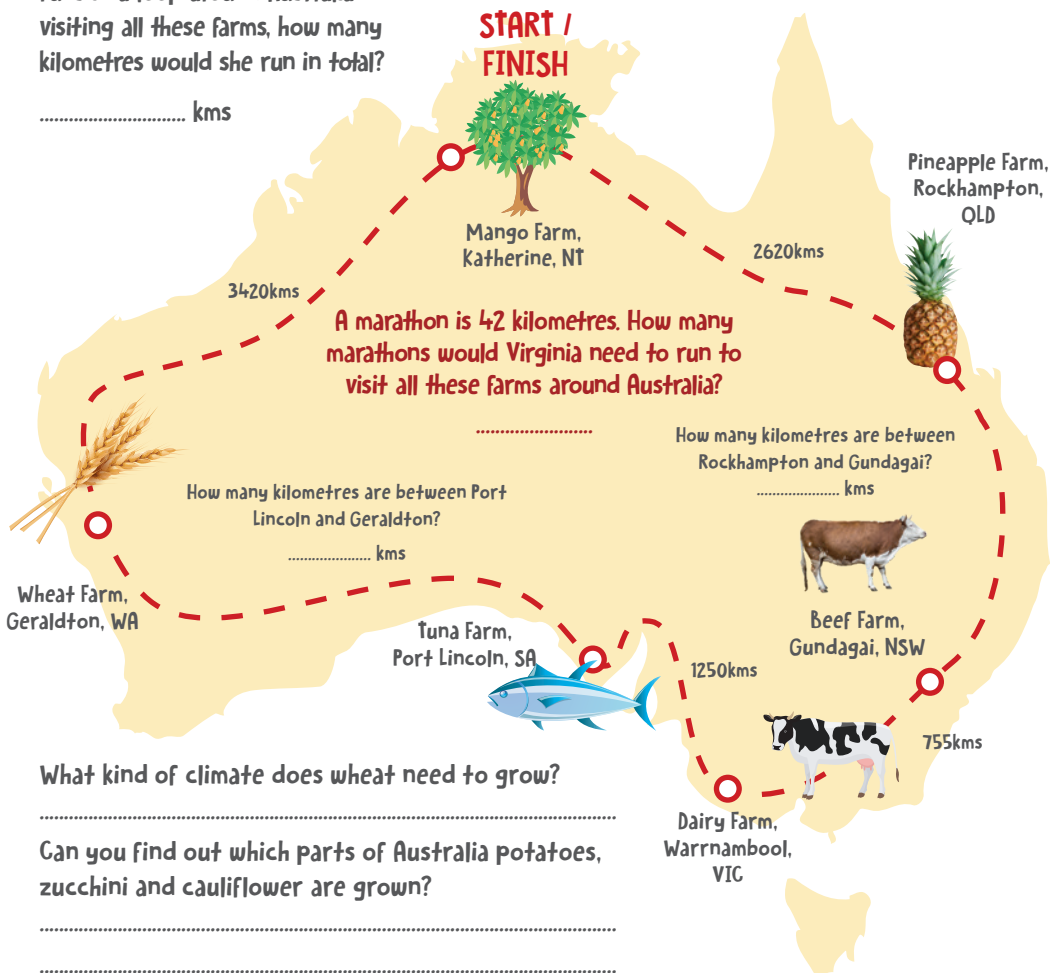 visiting all these farms, how many
kilometres would she run in total?
.............................. kms
START /
FINISH
Pineapple Farm,
Rockhampton,
QLD
Mango Farm,
Katherine, NT
2620kms
3420kms
A marathon is 42 kilometres. How many
marathons would Virginia need to run to
visit all these farms around Australia?
........................
How many kilometres are between
Rockhampton and Gundagai?
..................... kms
How many kilometres are between Port
Lincoln and Geraldton?
..................... kms
Wheat Farm,
Geraldton, WA
Tuna Farm,
Port Lincoln, SA
Beef Farm,
Gundagai, NSW
1250kms
755kms
What kind of climate does wheat need to grow?
........................................................................................................................
Can you find out which parts of Australia potatoes,
zucchini and cauliflower are grown?
........................................................................................................................
........................................................................................................................
Dairy Farm,
Warrnambool,
VIC